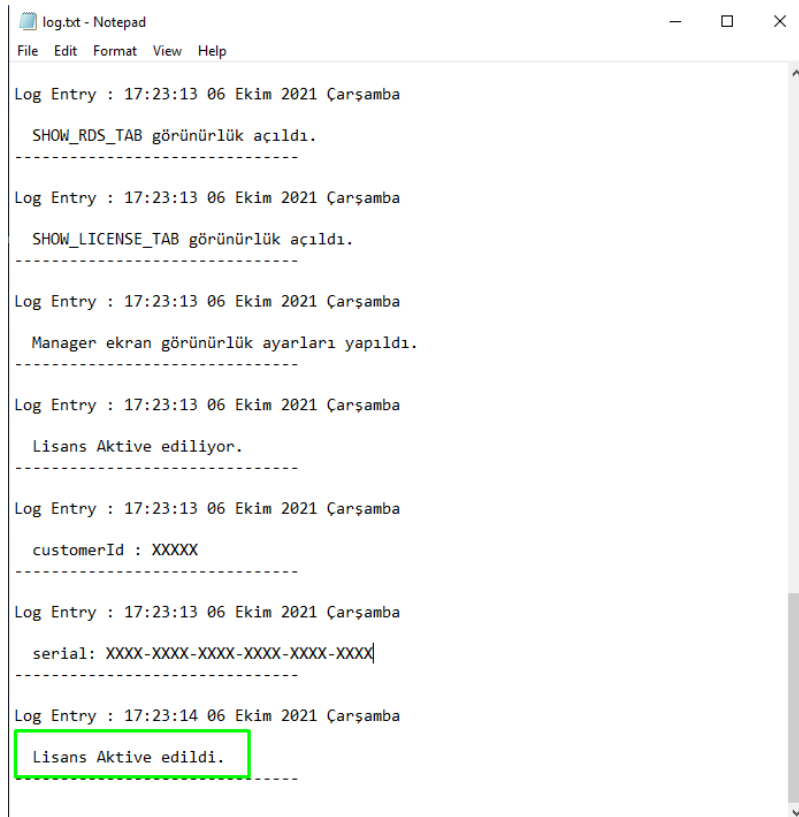 log.txt - Notepad
File Edit Format View Help
Log Entry : 17:23:13 06 Ekim 2021 Çarşamba
SHOW_RDS_TAB görünürlük açıldı.
-------------------------------
Log Entry : 17:23:13 06 Ekim 2021 Çarşamba
SHOW_LICENSE_TAB görünürlük açıldı.
-------------------------------
Log Entry : 17:23:13 06 Ekim 2021 Çarşamba
Manager ekran görünürlük ayarları yapıldı.
-------------------------------
Log Entry : 17:23:13 06 Ekim 2021 Çarşamba
Lisans Aktive ediliyor.
-------------------------------
Log Entry : 17:23:13 06 Ekim 2021 Çarşamba
customerId : XXXXX
-------------------------------
Log Entry : 17:23:13 06 Ekim 2021 Çarşamba
serial: XXXX-XXXX-XXXX-XXXX-XXXX-XXXX
-------------------------------
Log Entry : 17:23:14 06 Ekim 2021 Çarşamba
Lisans Aktive edildi.
-------------------------------